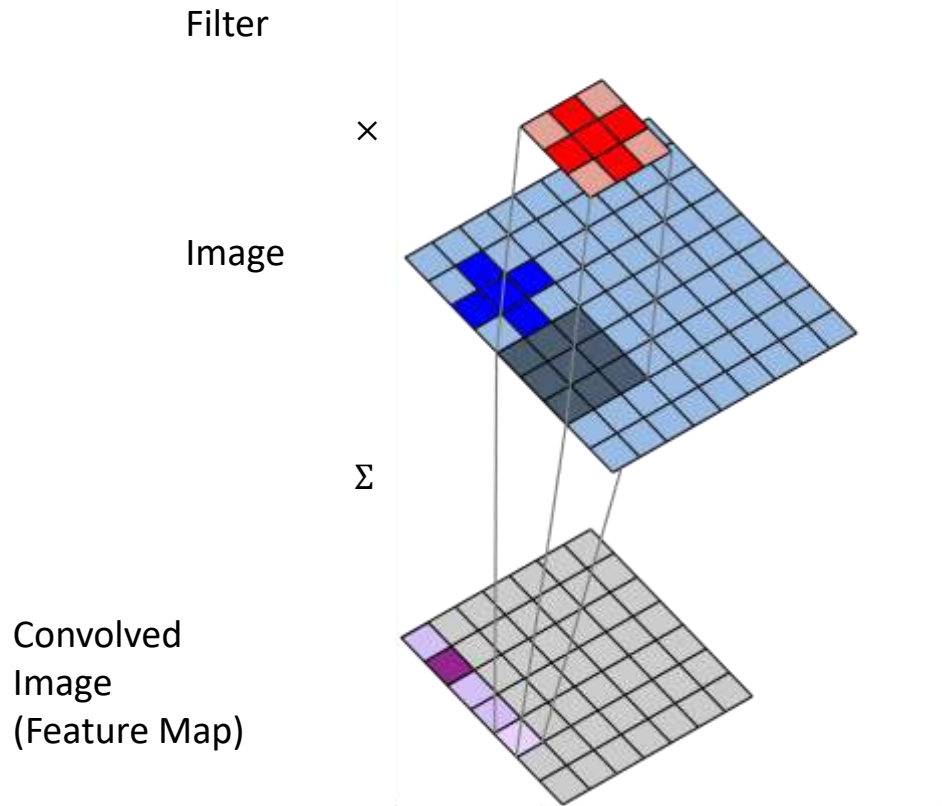 Filter
×
Image
Σ
Convolved
Image
(Feature Map)